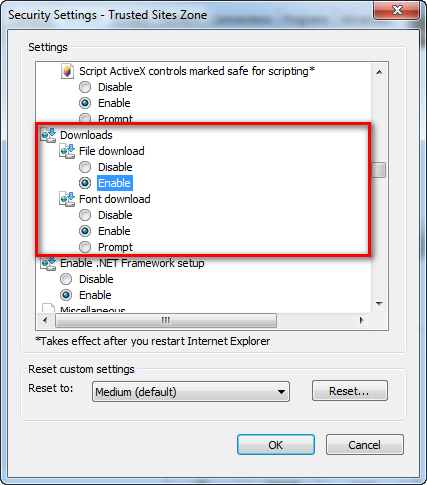 Security Settings - Trusted Sites Zone
Settings
Script ActiveX controls marked safe for scripting*
Disable
Enable
Prompt
Downloads
File download
Disable
Enable
Font download
Disable
Enable
Prompt
Enable .NET Framework setup
Disable
Enable
Miscellaneous
*Takes effect after you restart Internet Explorer
Reset custom settings
Reset to:
Medium (default)
Reset...
OK
Cancel